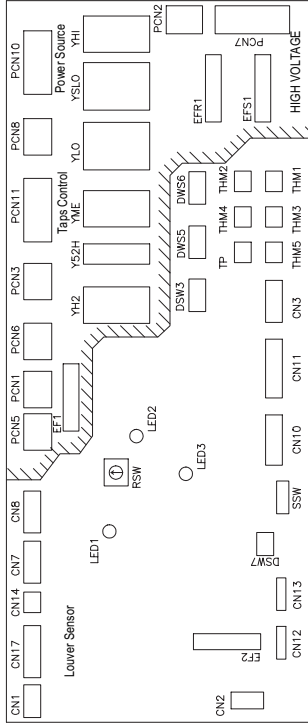 PCN10
PCN8
PCN11
PCN3
PCN6
PCN1
PCN5
CN8
CN7
CN14
CN17
CN1
Power Source
Taps Control
Louver Sensor
YHI
YSLO
YLO
YME
Y52H
YH2
EF1
PCN2
PCN7
EFR1
EFS1
HIGH VOLTAGE
DWS6
DWS5
DSW3
THM2
THM4
TP
THM1
THM3
THM5
LED2
RSW
LED1
LED3
CN3
CN11
CN10
SSW
DSW7
CN13
CN12
EF2
CN2